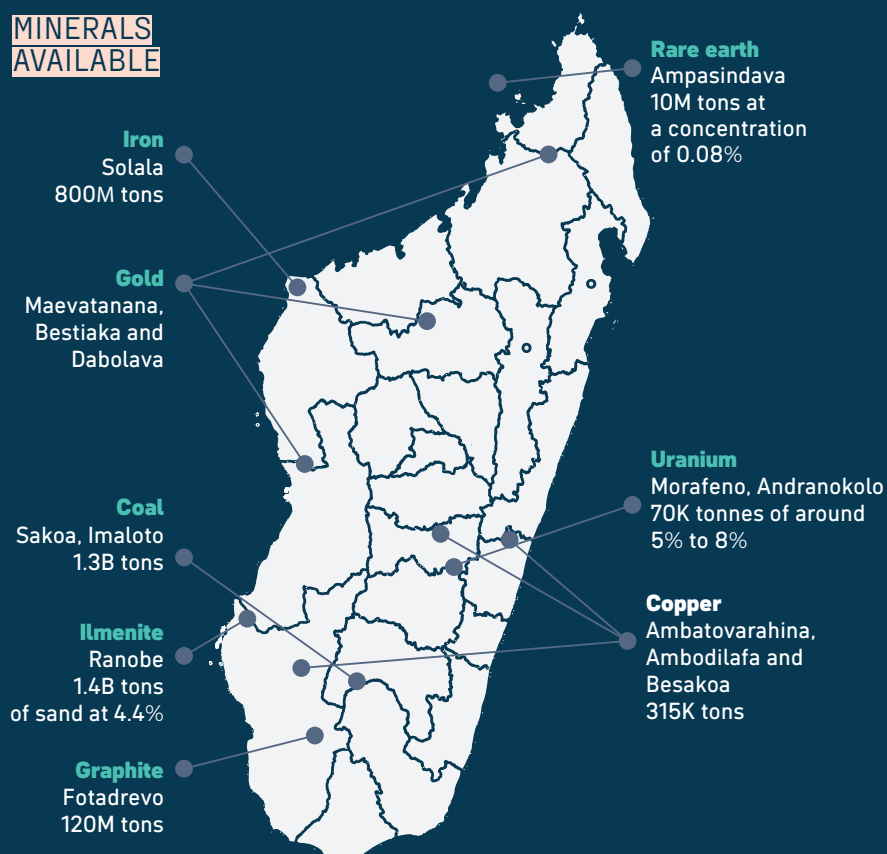 MINERALS
AVAILABLE
Rare earth
Ampasindava
10M tons at
a concentration
of 0.08%
Iron
Solala
800M tons
Gold
Maevatanana,
Bestiaka and
Dabolava
Uranium
Morafeno, Andranokolo
70K tonnes of around
5% to 8%
Coal
Sakoa, Imaloto
1.3B tons
Copper
Ambatovarahina,
Ambodilafa and
Besakoa
315K tons
Ilmenite
Ranobe
1.4B tons
of sand at 4.4%
Graphite
Fotadrevo
120M tons